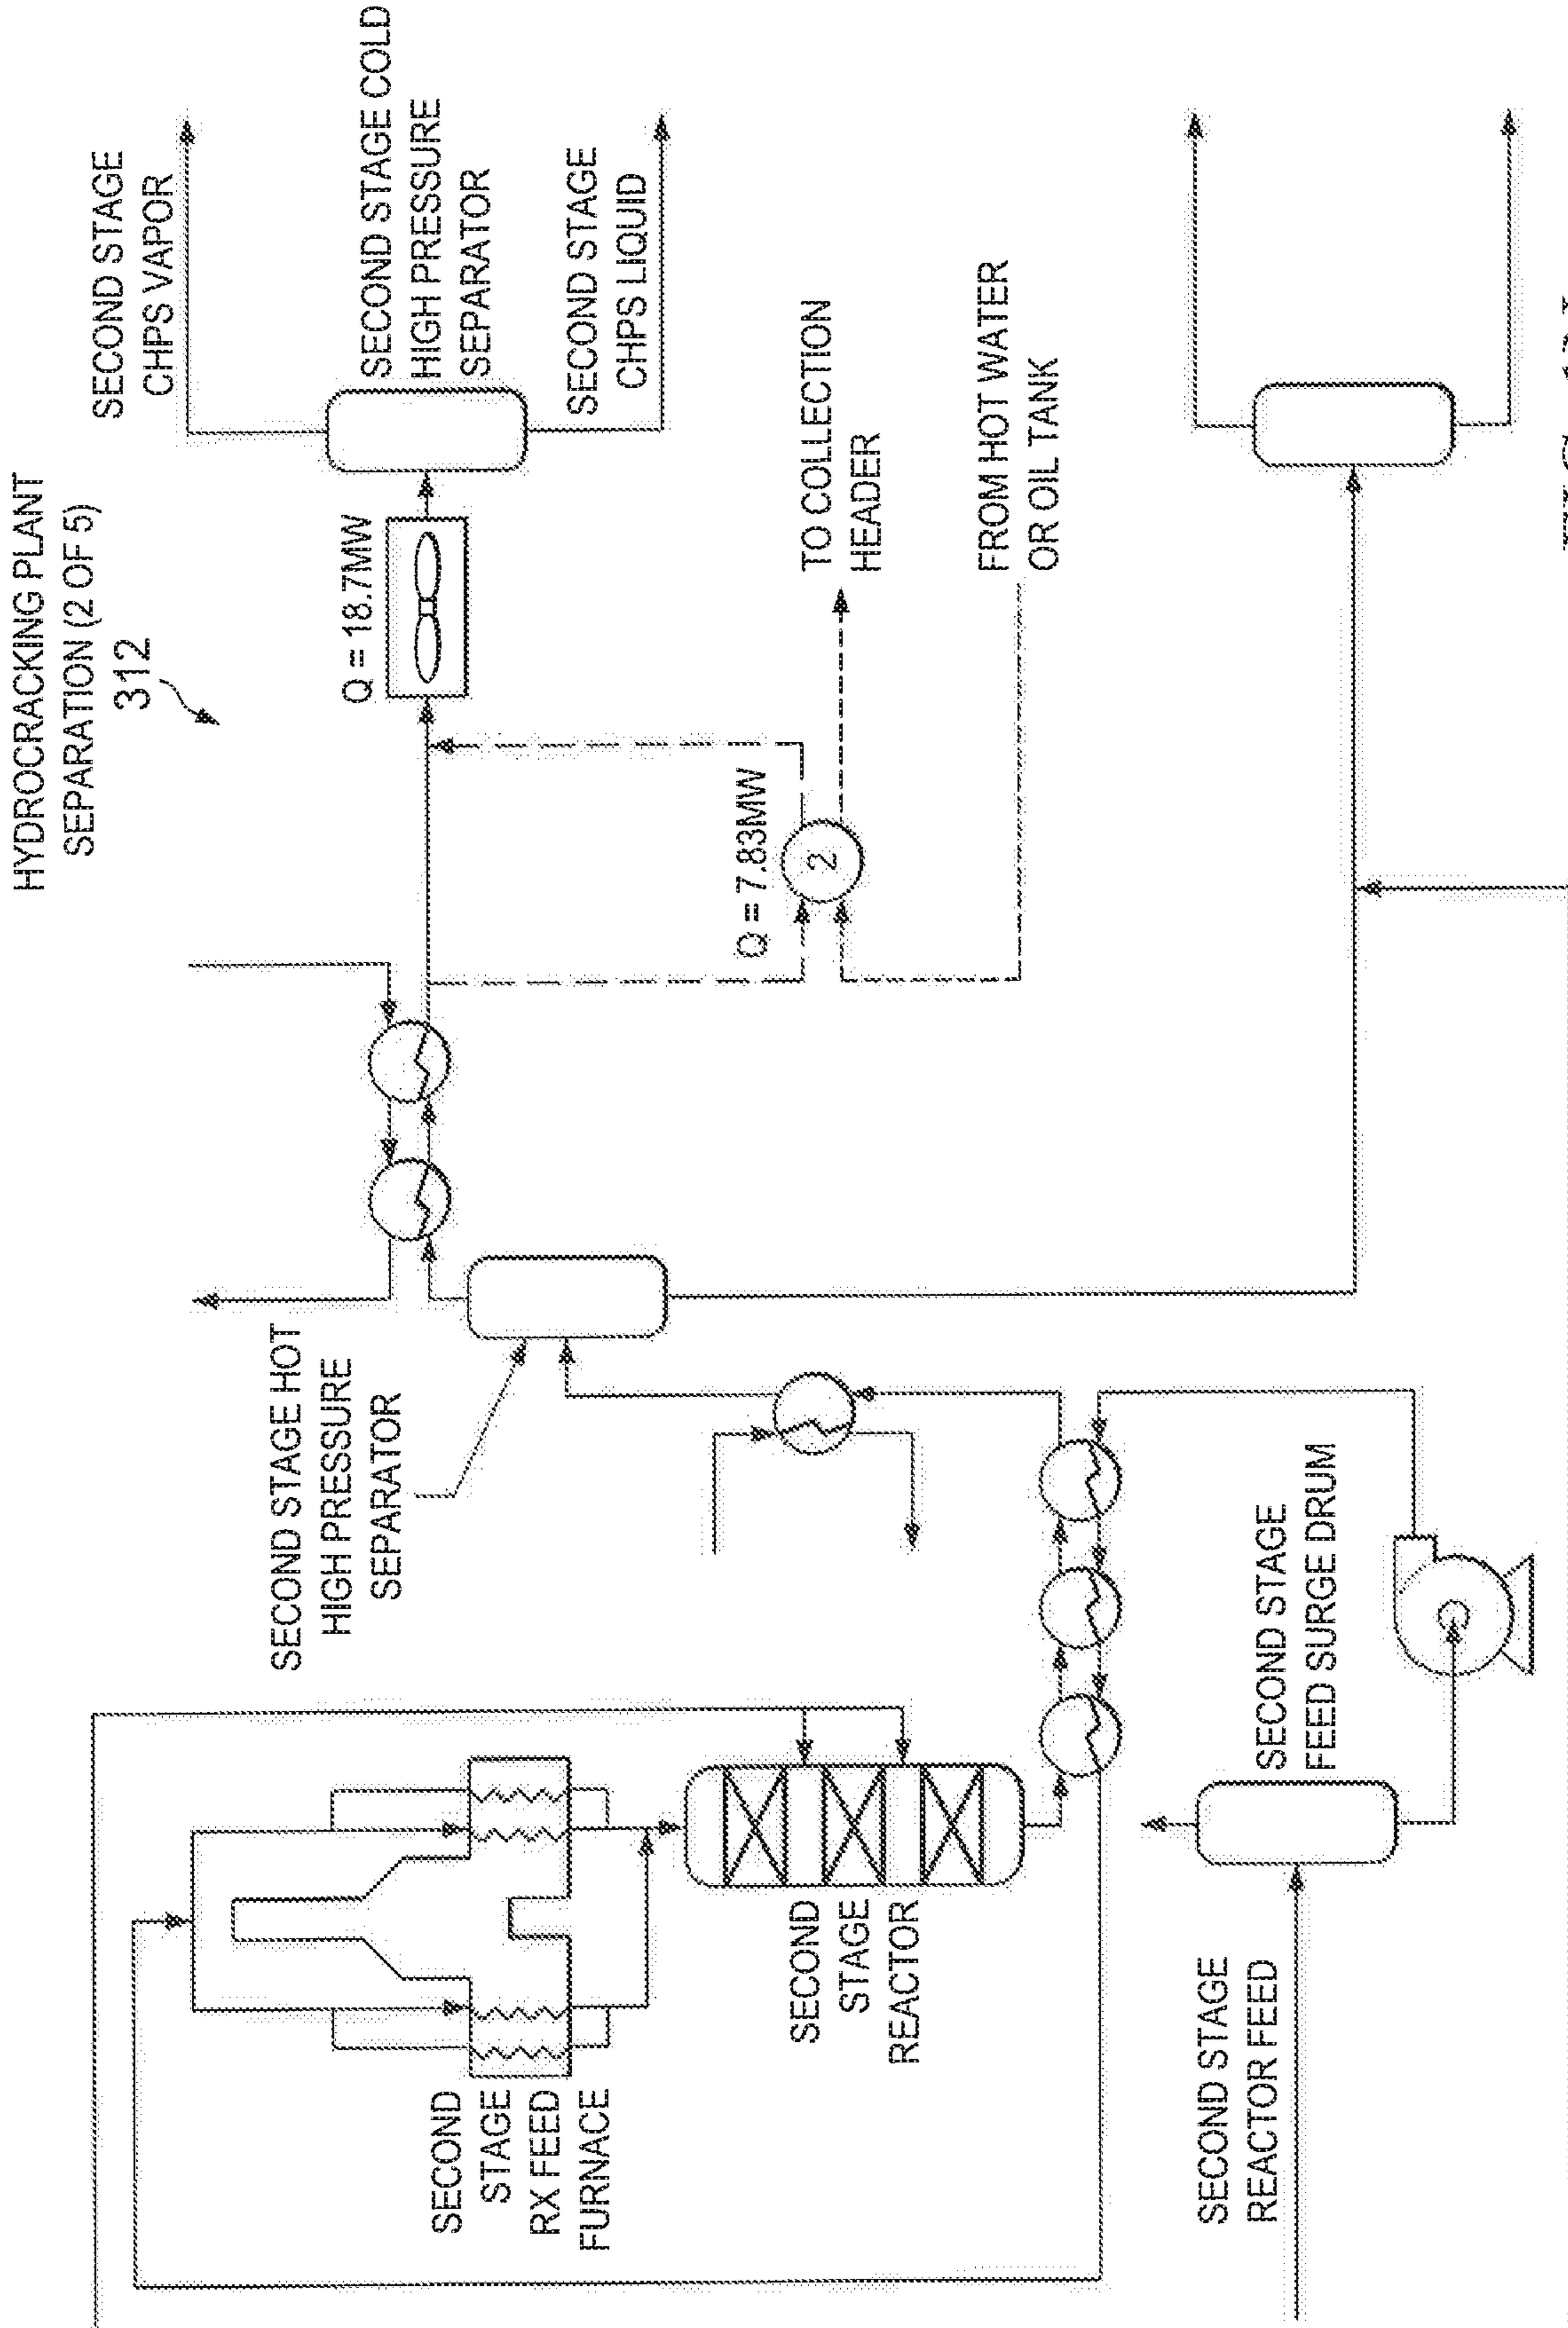 HYDROCRACKING PLANT
SEPARATION (2 OF 5)
312
SECOND STAGE
CHPS VAPOR
SECOND STAGE COLD
HIGH PRESSURE
SEPARATOR
Q = 18.7MW
SECOND STAGE
CHPS LIQUID
TO COLLECTION
HEADER
FROM HOT WATER
OR OIL TANK
Q = 7.83MW
2
SECOND STAGE HOT
HIGH PRESSURE
SEPARATOR
SECOND
STAGE
RX FEED
FURNACE
SECOND
STAGE
REACTOR
SECOND STAGE
FEED SURGE DRUM
SECOND STAGE
REACTOR FEED